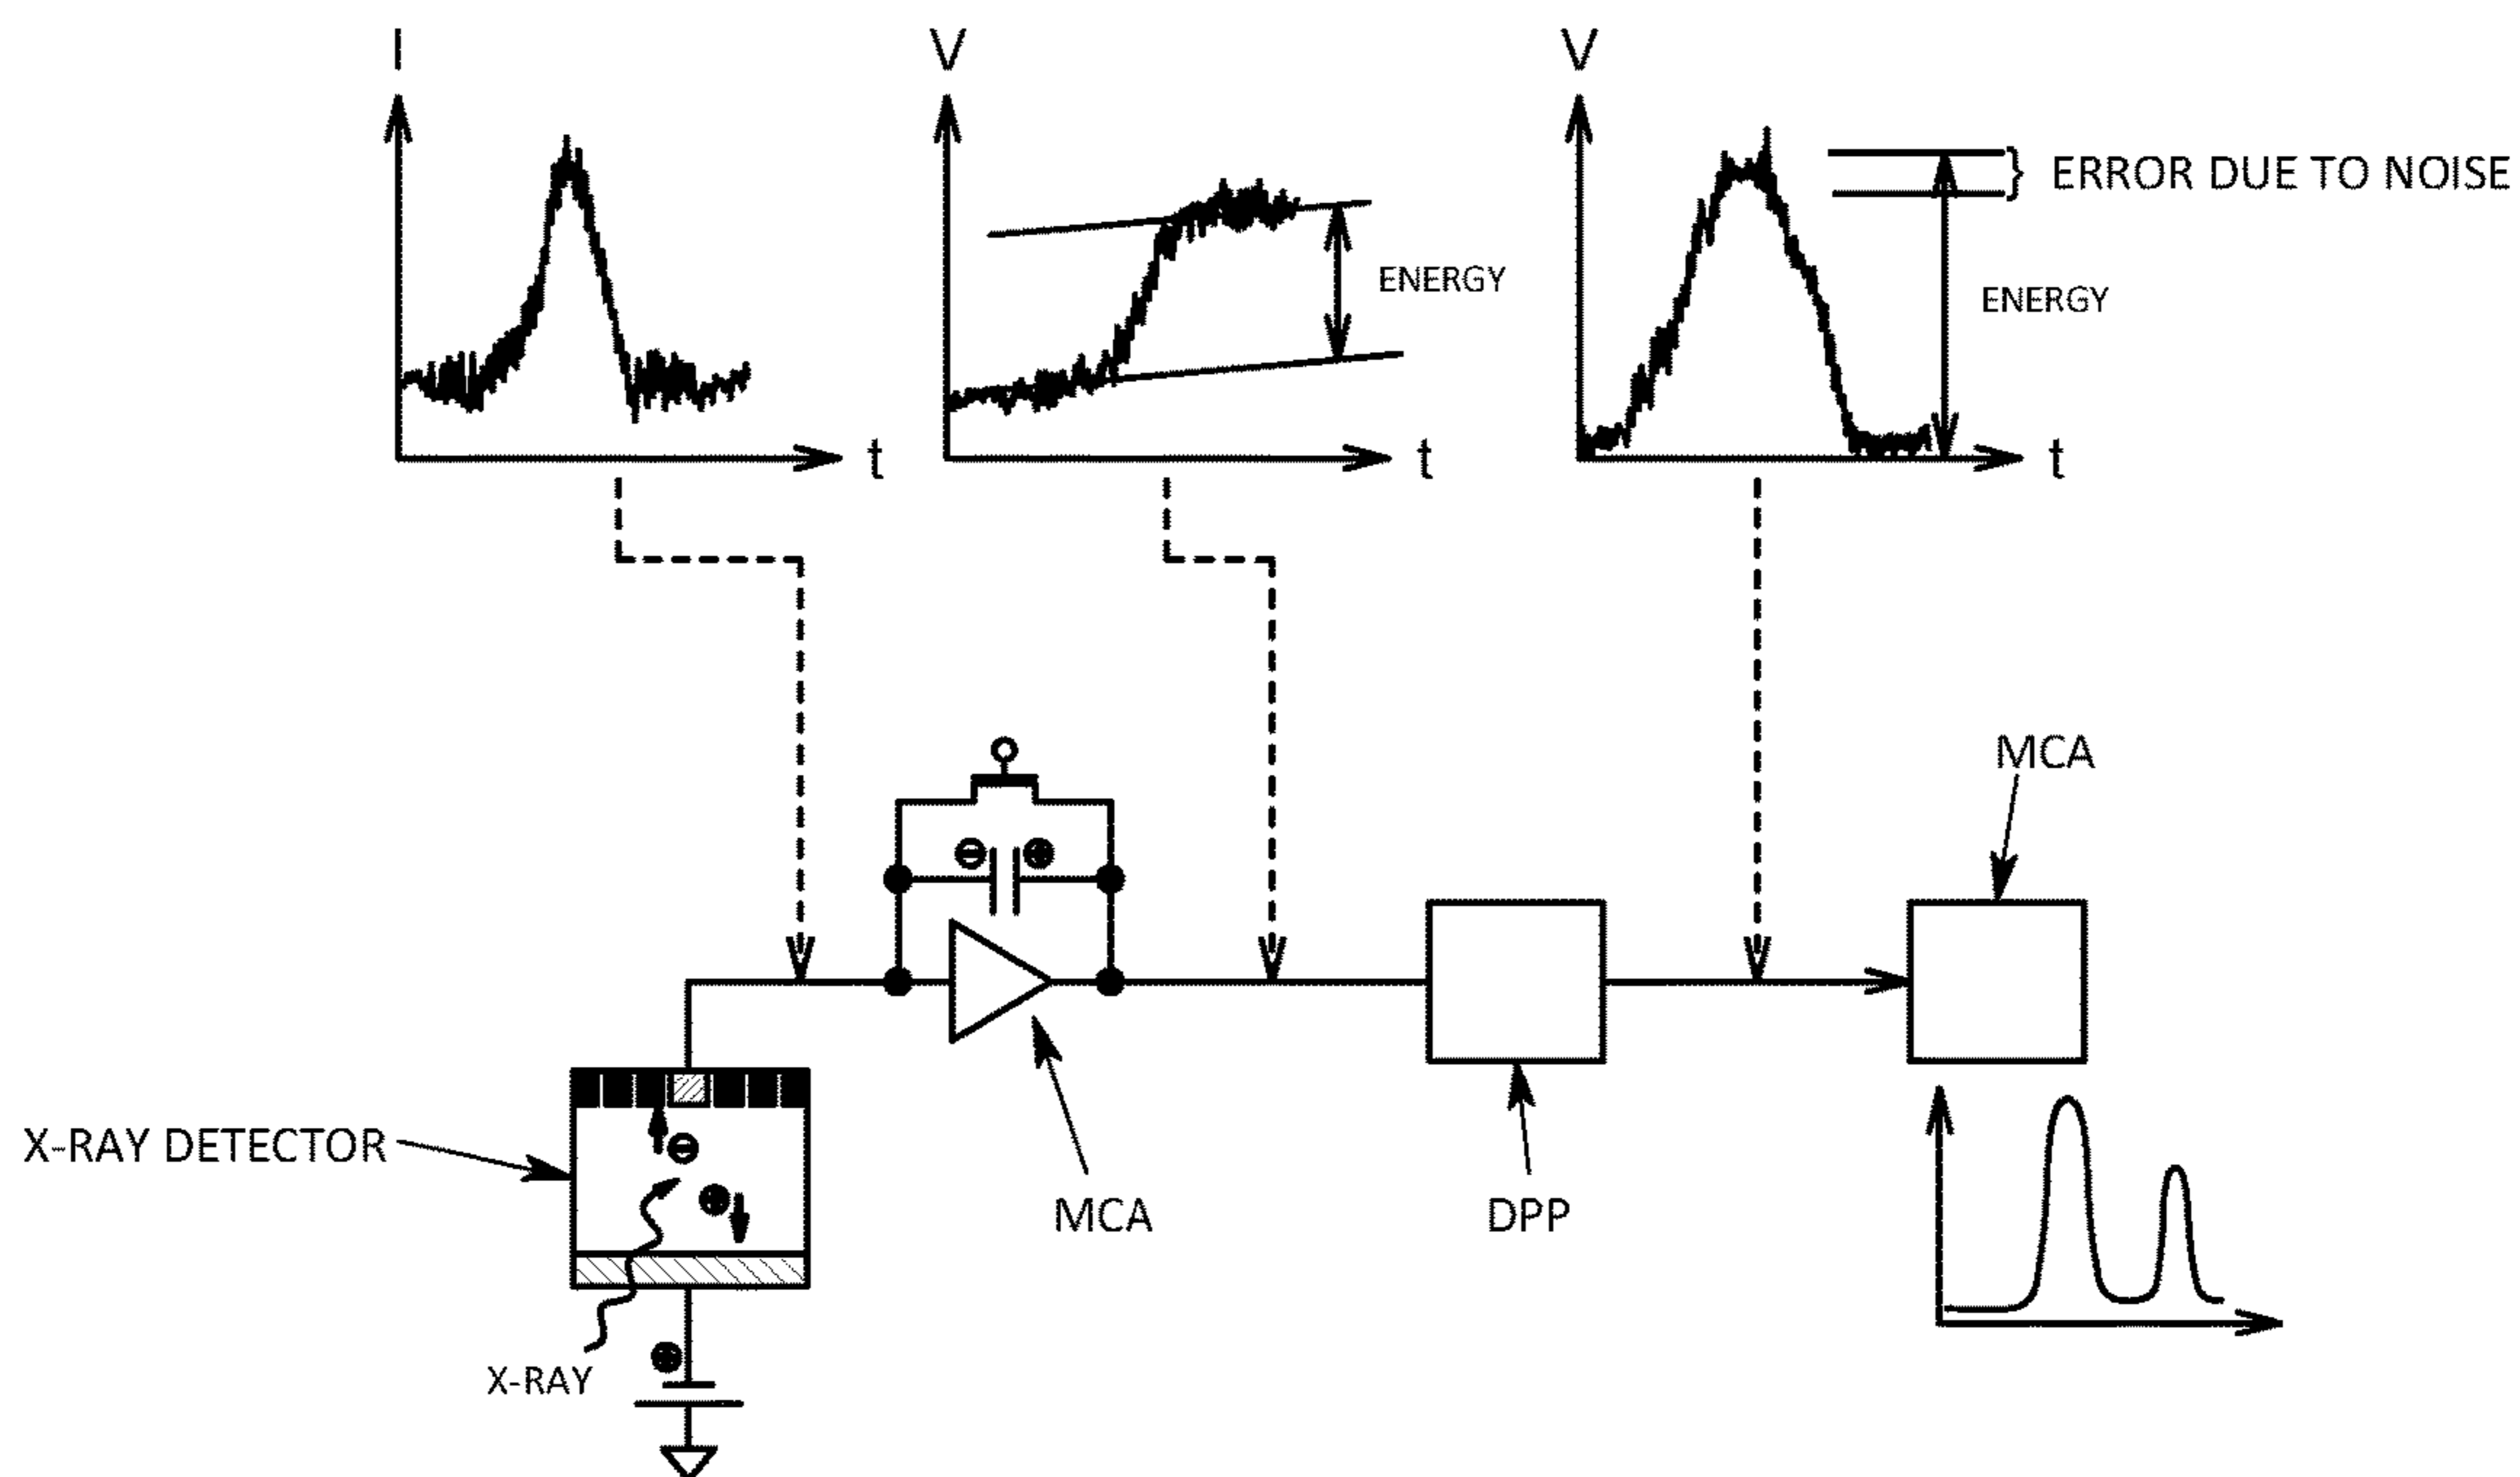 I
V
V
ERROR DUE TO NOISE
ENERGY
ENERGY
t
t
t
MCA
X-RAY DETECTOR
MCA
DPP
X-RAY